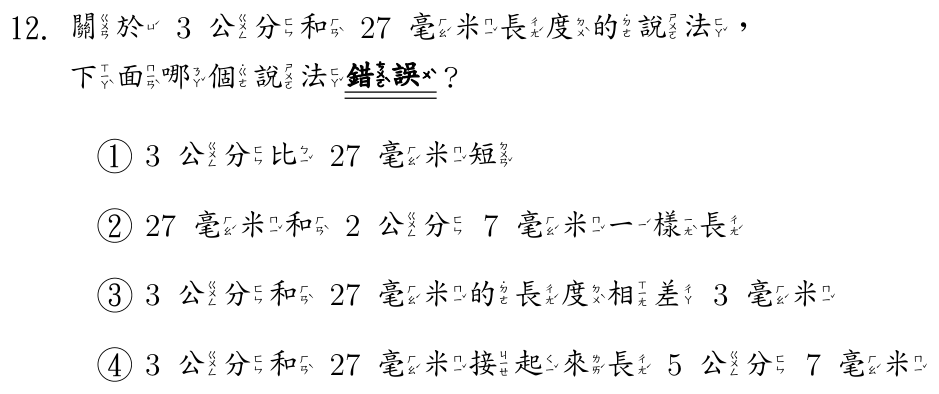 12. 關於 3 公分和 27 毫米長度的說法，
下面哪個說法錯誤？
① 3 公分比 27 毫米短
② 27 毫米和 2 公分 7 毫米一樣長
③ 3 公分和 27 毫米的長度相差 3 毫米
④ 3 公分和 27 毫米接起來長 5 公分 7 毫米